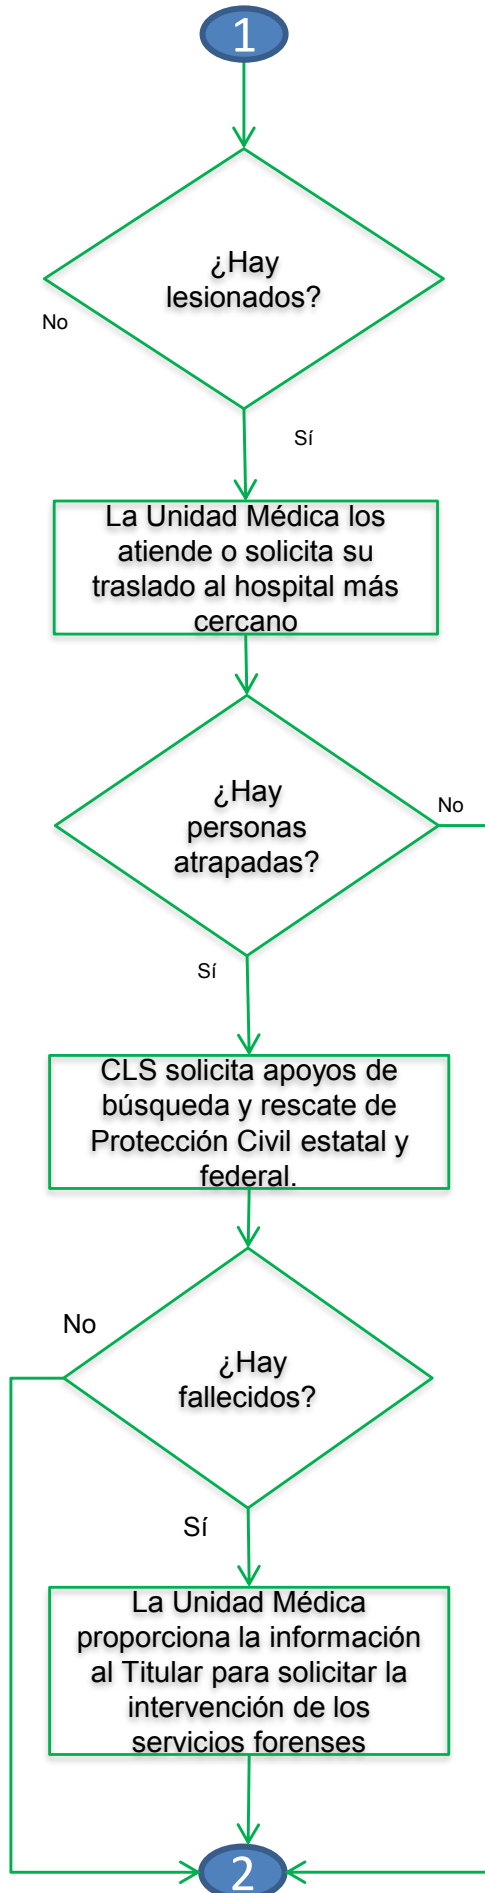 1
¿Hay
lesionados?
No
Sí
La Unidad Médica los
atiende o solicita su
traslado al hospital más
cercano
¿Hay
personas
atrapadas?
No
Sí
CLS solicita apoyos de
búsqueda y rescate de
Protección Civil estatal y
federal.
No
¿Hay
fallecidos?
Sí
La Unidad Médica
proporciona la información
al Titular para solicitar la
intervención de los
servicios forenses
2